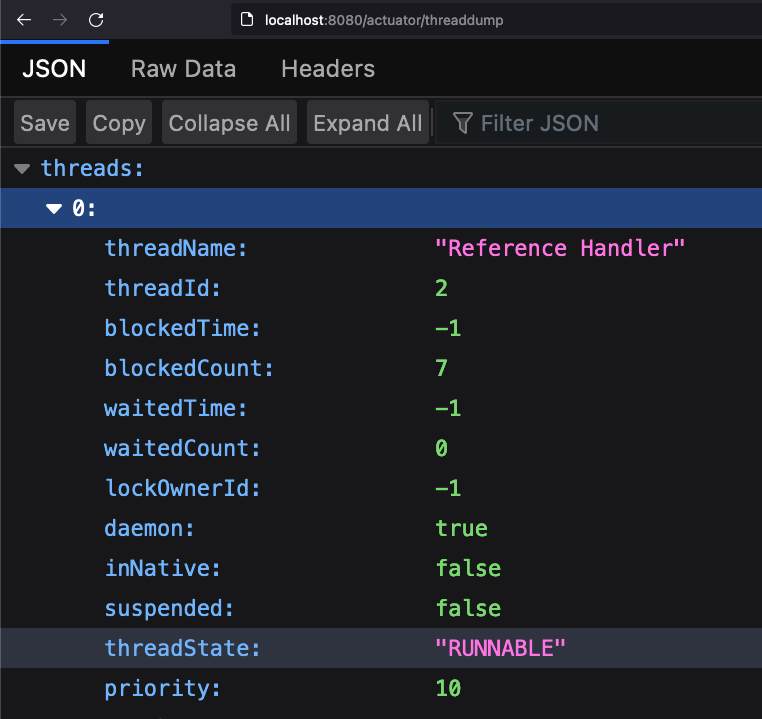 localhost:8080/actuator/threaddump
JSON Raw Data Headers
Save Copy Collapse All Expand All Filter JSON
threads:
0:
threadName: "Reference Handler"
threadId: 2
blockedTime: -1
blockedCount: 7
waitedTime: -1
waitedCount: 0
lockOwnerId: -1
daemon: true
inNative: false
suspended: false
threadState: "RUNNABLE"
priority: 10